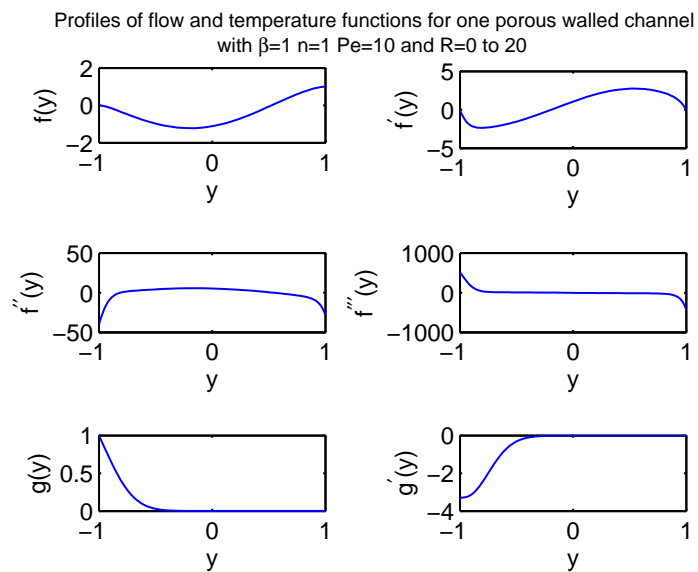 Profiles of flow and temperature functions for one porous walled channel
with β=1 n=1 Pe=10 and R=0 to 20
2
0
−2
f(y)
−1 0 1
y
5
0
−5
f′(y)
−1 0 1
y
50
0
−50
f′′(y)
−1 0 1
y
1000
0
−1000
f′′′(y)
−1 0 1
y
1
0.5
0
g(y)
−1 0 1
y
0
−2
−4
g′(y)
−1 0 1
y